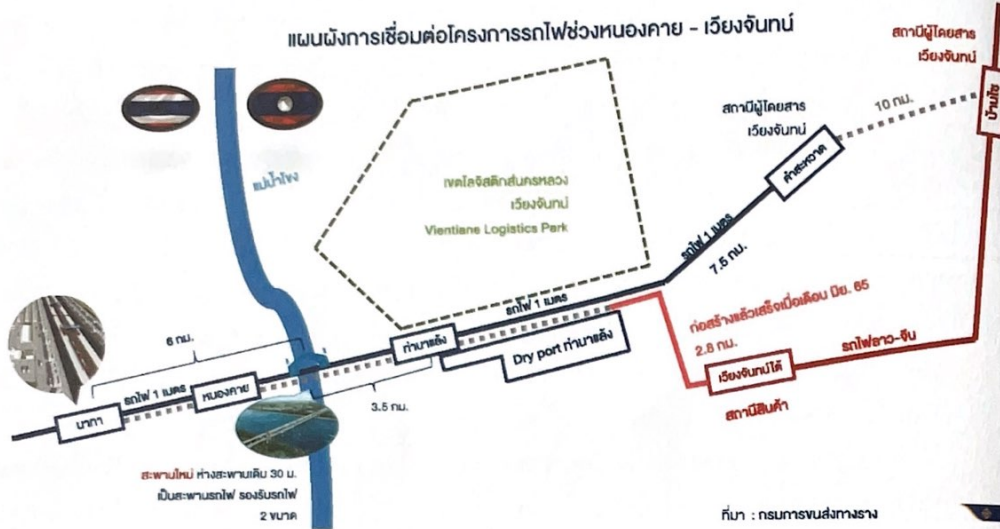 แผนผังการเชื่อมต่อโครงการรถไฟช่วงหนองคาย - เวียงจันทน์
สถานีผู้โดยสาร
เวียงจันทน์
บ้านไซ
10 กม.
สถานีผู้โดยสาร
เวียงจันทน์
คำสะหวาด
แม่น้ำโขง
เขตโลจิสติกส์นครหลวง
เวียงจันทน์
Vientiane Logistics Park
รถไฟ 1 เมตร
7.5 กม.
รถไฟ 1 เมตร
ก่อสร้างแล้วเสร็จเมื่อเดือน มิย. 65
2.8 กม.
รถไฟลาว-จีน
เวียงจันทน์ใต้
สถานีสินค้า
ท่านาแล้ง
Dry port ท่านาแล้ง
6 กม.
รถไฟ 1 เมตร
หนองคาย
นาทา
3.5 กม.
สะพานใหม่ ห่างสะพานเดิม 30 ม.
เป็นสะพานรถไฟ รองรับรถไฟ
2 ขนาด
ที่มา : กรมการขนส่งทางราง